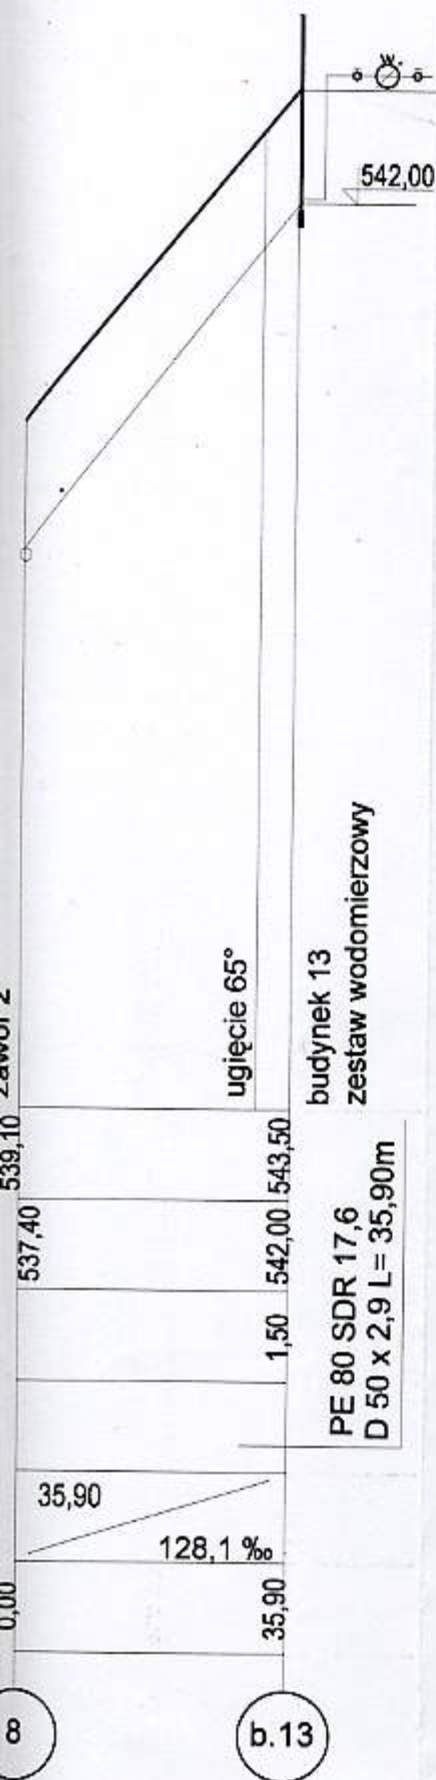 w.
542,00
zawór 2
ugięcie 65°
budynek 13
zestaw wodomierzowy
539,10
543,50
537,40
542,00
1,50
PE 80 SDR 17,6
D 50 x 2,9 L= 35,90m
35,90
128,1 ‰
0,00
35,90
8
b.13